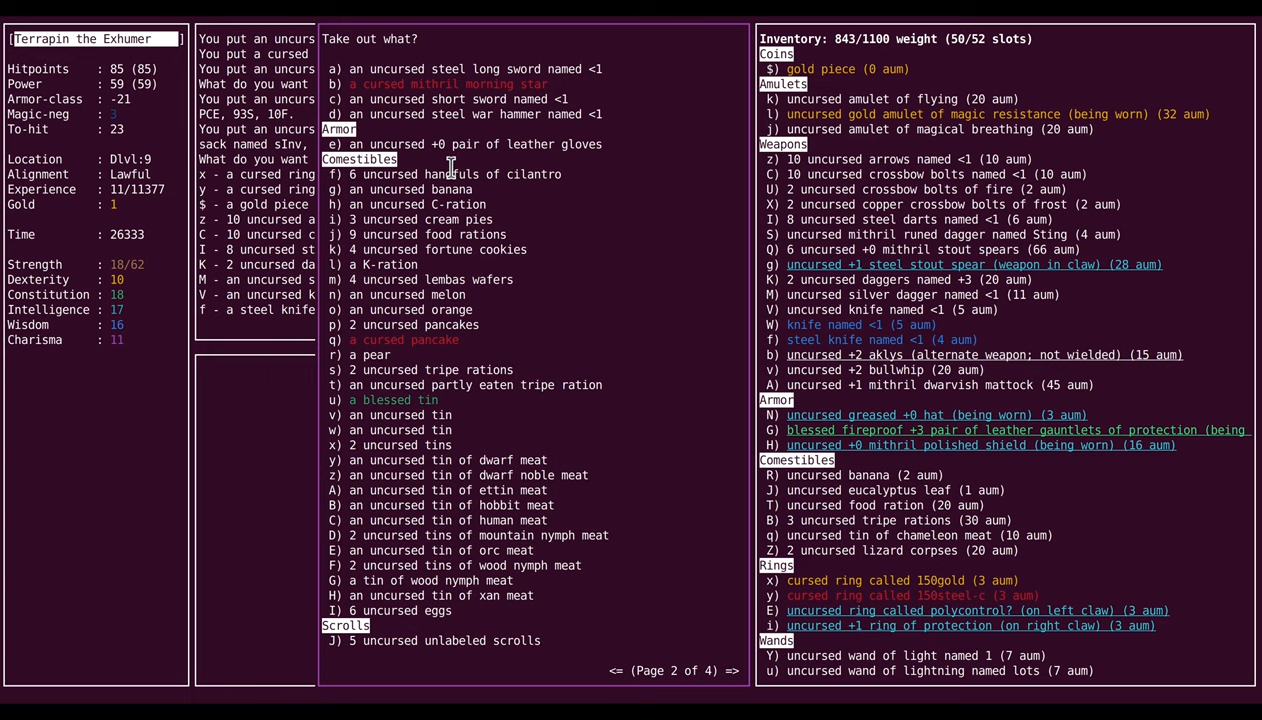 [Terrapin the Exhumer ]
Hitpoints : 85 (85)
Power : 59 (59)
Armor-class : -21
Magic-neg : 3
To-hit : 23
Location : Dlvl:9
Alignment : Lawful
Experience : 11/11377
Gold : 1
Time : 26333
Strength : 18/62
Dexterity : 10
Constitution : 18
Intelligence : 17
Wisdom : 16
Charisma : 11
You put an uncurs
You put a cursed
You put an uncurs
What do you want
You put an uncurs
PCE, 93S, 10F.
You put an uncurs
sack named sInv,
What do you want
x - a cursed ring
y - a cursed ring
$ - a gold piece
z - 10 uncursed a
C - 10 uncursed c
I - 8 uncursed st
K - 2 uncursed da
M - an uncursed s
V - an uncursed k
f - a steel knife
Take out what?
a) an uncursed steel long sword named <1
b) a cursed mithril morning star
c) an uncursed short sword named <1
d) an uncursed steel war hammer named <1
Armor
e) an uncursed +0 pair of leather gloves
Comestibles
f) 6 uncursed handfuls of cilantro
g) an uncursed banana
h) an uncursed C-ration
i) 3 uncursed cream pies
j) 9 uncursed food rations
k) 4 uncursed fortune cookies
l) a K-ration
m) 4 uncursed lembas wafers
n) an uncursed melon
o) an uncursed orange
p) 2 uncursed pancakes
q) a cursed pancake
r) a pear
s) 2 uncursed tripe rations
t) an uncursed partly eaten tripe ration
u) a blessed tin
v) an uncursed tin
w) an uncursed tin
x) 2 uncursed tins
y) an uncursed tin of dwarf meat
z) an uncursed tin of dwarf noble meat
A) an uncursed tin of ettin meat
B) an uncursed tin of hobbit meat
C) an uncursed tin of human meat
D) 2 uncursed tins of mountain nymph meat
E) an uncursed tin of orc meat
F) 2 uncursed tins of wood nymph meat
G) a tin of wood nymph meat
H) an uncursed tin of xan meat
I) 6 uncursed eggs
Scrolls
J) 5 uncursed unlabeled scrolls
<= (Page 2 of 4) =>
Inventory: 843/1100 weight (50/52 slots)
Coins
$) gold piece (0 aum)
Amulets
k) uncursed amulet of flying (20 aum)
l) uncursed gold amulet of magic resistance (being worn) (32 aum)
j) uncursed amulet of magical breathing (20 aum)
Weapons
z) 10 uncursed arrows named <1 (10 aum)
C) 10 uncursed crossbow bolts named <1 (10 aum)
U) 2 uncursed crossbow bolts of fire (2 aum)
X) 2 uncursed copper crossbow bolts of frost (2 aum)
I) 8 uncursed steel darts named <1 (6 aum)
S) uncursed mithril runed dagger named Sting (4 aum)
Q) 6 uncursed +0 mithril stout spears (66 aum)
g) uncursed +1 steel stout spear (weapon in claw) (28 aum)
K) 2 uncursed daggers named +3 (20 aum)
M) uncursed silver dagger named <1 (11 aum)
V) uncursed knife named <1 (5 aum)
W) knife named <1 (5 aum)
f) steel knife named <1 (4 aum)
b) uncursed +2 aklys (alternate weapon; not wielded) (15 aum)
v) uncursed +2 bullwhip (20 aum)
A) uncursed +1 mithril dwarvish mattock (45 aum)
Armor
N) uncursed greased +0 hat (being worn) (3 aum)
G) blessed fireproof +3 pair of leather gauntlets of protection (being
H) uncursed +0 mithril polished shield (being worn) (16 aum)
Comestibles
R) uncursed banana (2 aum)
J) uncursed eucalyptus leaf (1 aum)
T) uncursed food ration (20 aum)
B) 3 uncursed tripe rations (30 aum)
q) uncursed tin of chameleon meat (10 aum)
Z) 2 uncursed lizard corpses (20 aum)
Rings
x) cursed ring called 150gold (3 aum)
y) cursed ring called 150steel-c (3 aum)
E) uncursed ring called polycontrol? (on left claw) (3 aum)
i) uncursed +1 ring of protection (on right claw) (3 aum)
Wands
Y) uncursed wand of light named 1 (7 aum)
u) uncursed wand of lightning named lots (7 aum)